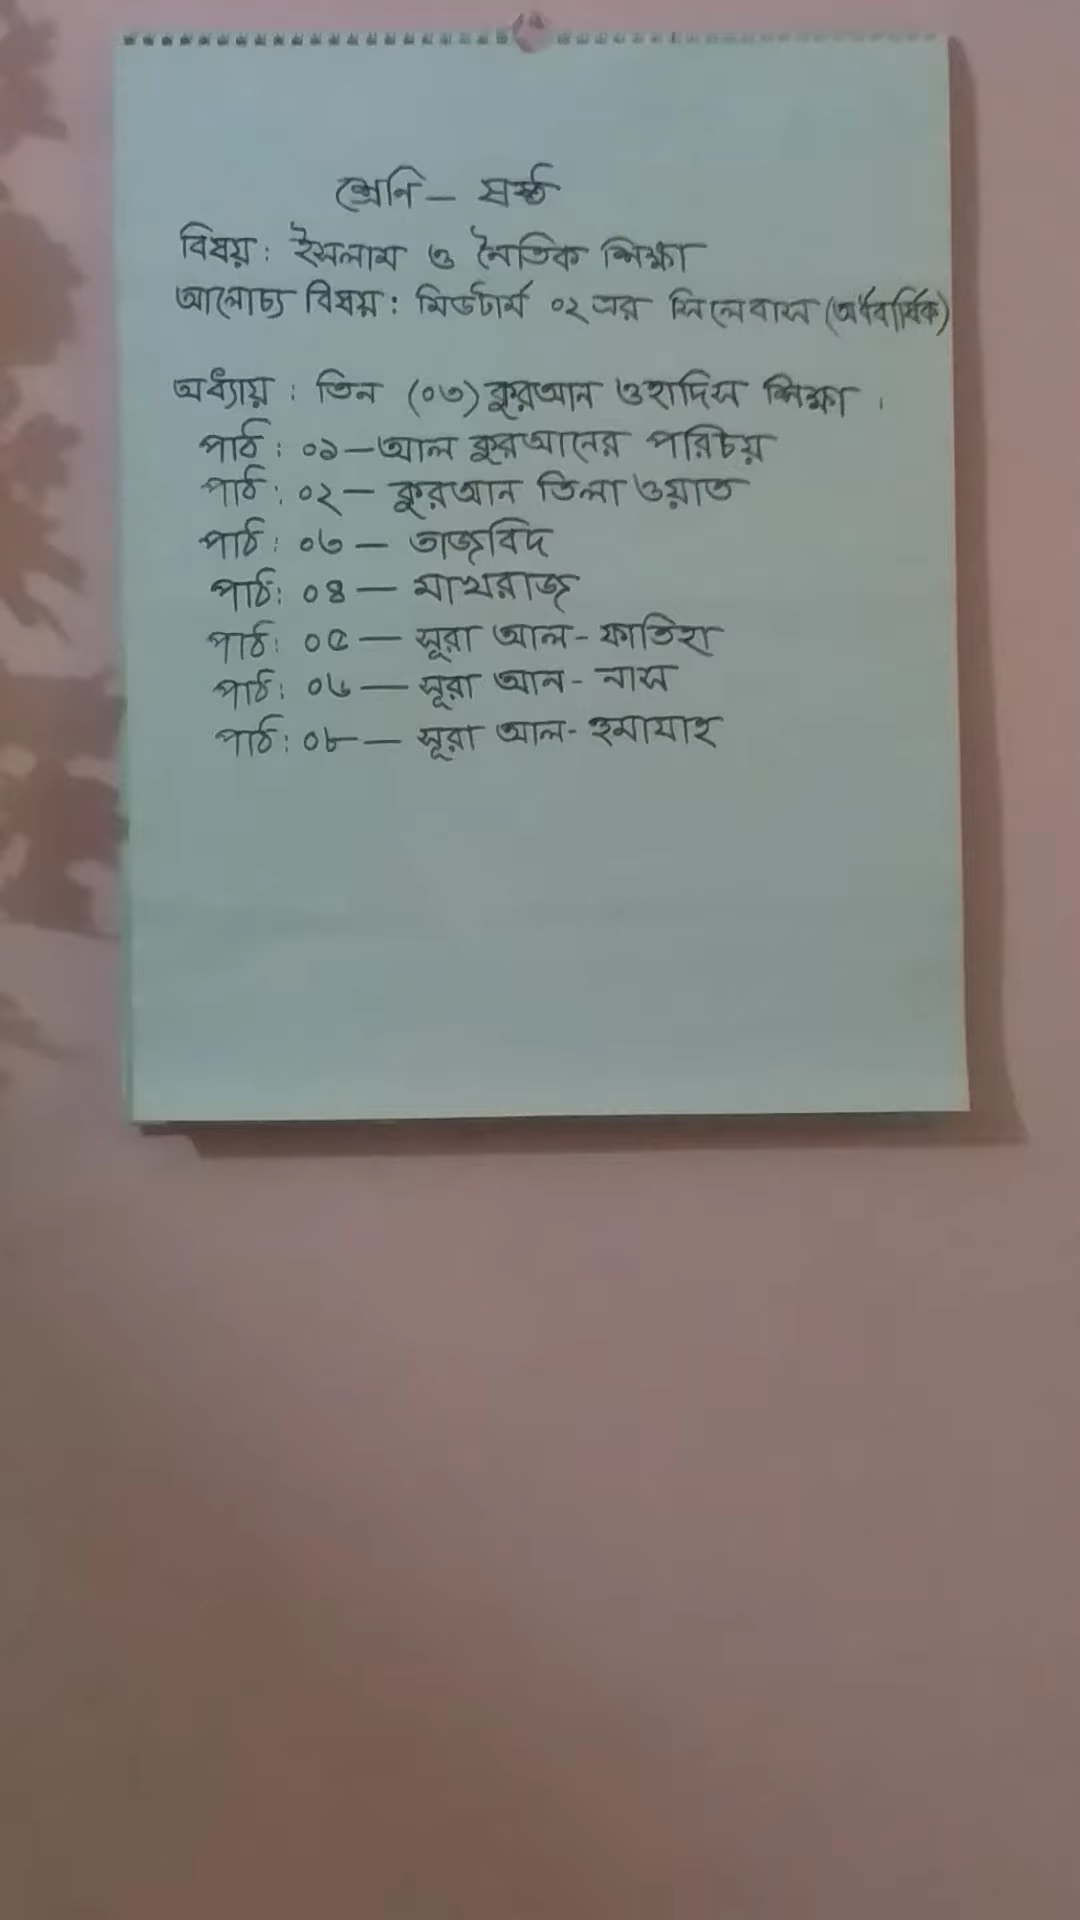 শ্রেণি – ষষ্ঠ
বিষয় : ইসলাম ও নৈতিক শিক্ষা
আলোচ্য বিষয় : মিডটার্ম ০২ এর সিলেবাস (অর্ধবার্ষিক)
অধ্যায় : তিন (০৩) কুরআন ও হাদিস শিক্ষা ।
পাঠ : ০১ – আল কুরআনের পরিচয়
পাঠ : ০২ – কুরআন তিলাওয়াত
পাঠ : ০৩ – তাজবিদ
পাঠ : ০৪ – মাখরাজ
পাঠ : ০৫ – সূরা আল-ফাতিহা
পাঠ : ০৬ – সূরা আন-নাস
পাঠ : ০৮ – সূরা আল-হুমাযাহ